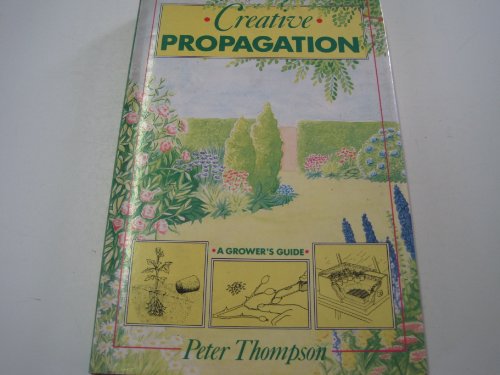 • Creative •
PROPAGATION
• A GROWER'S GUIDE •
Peter Thompson